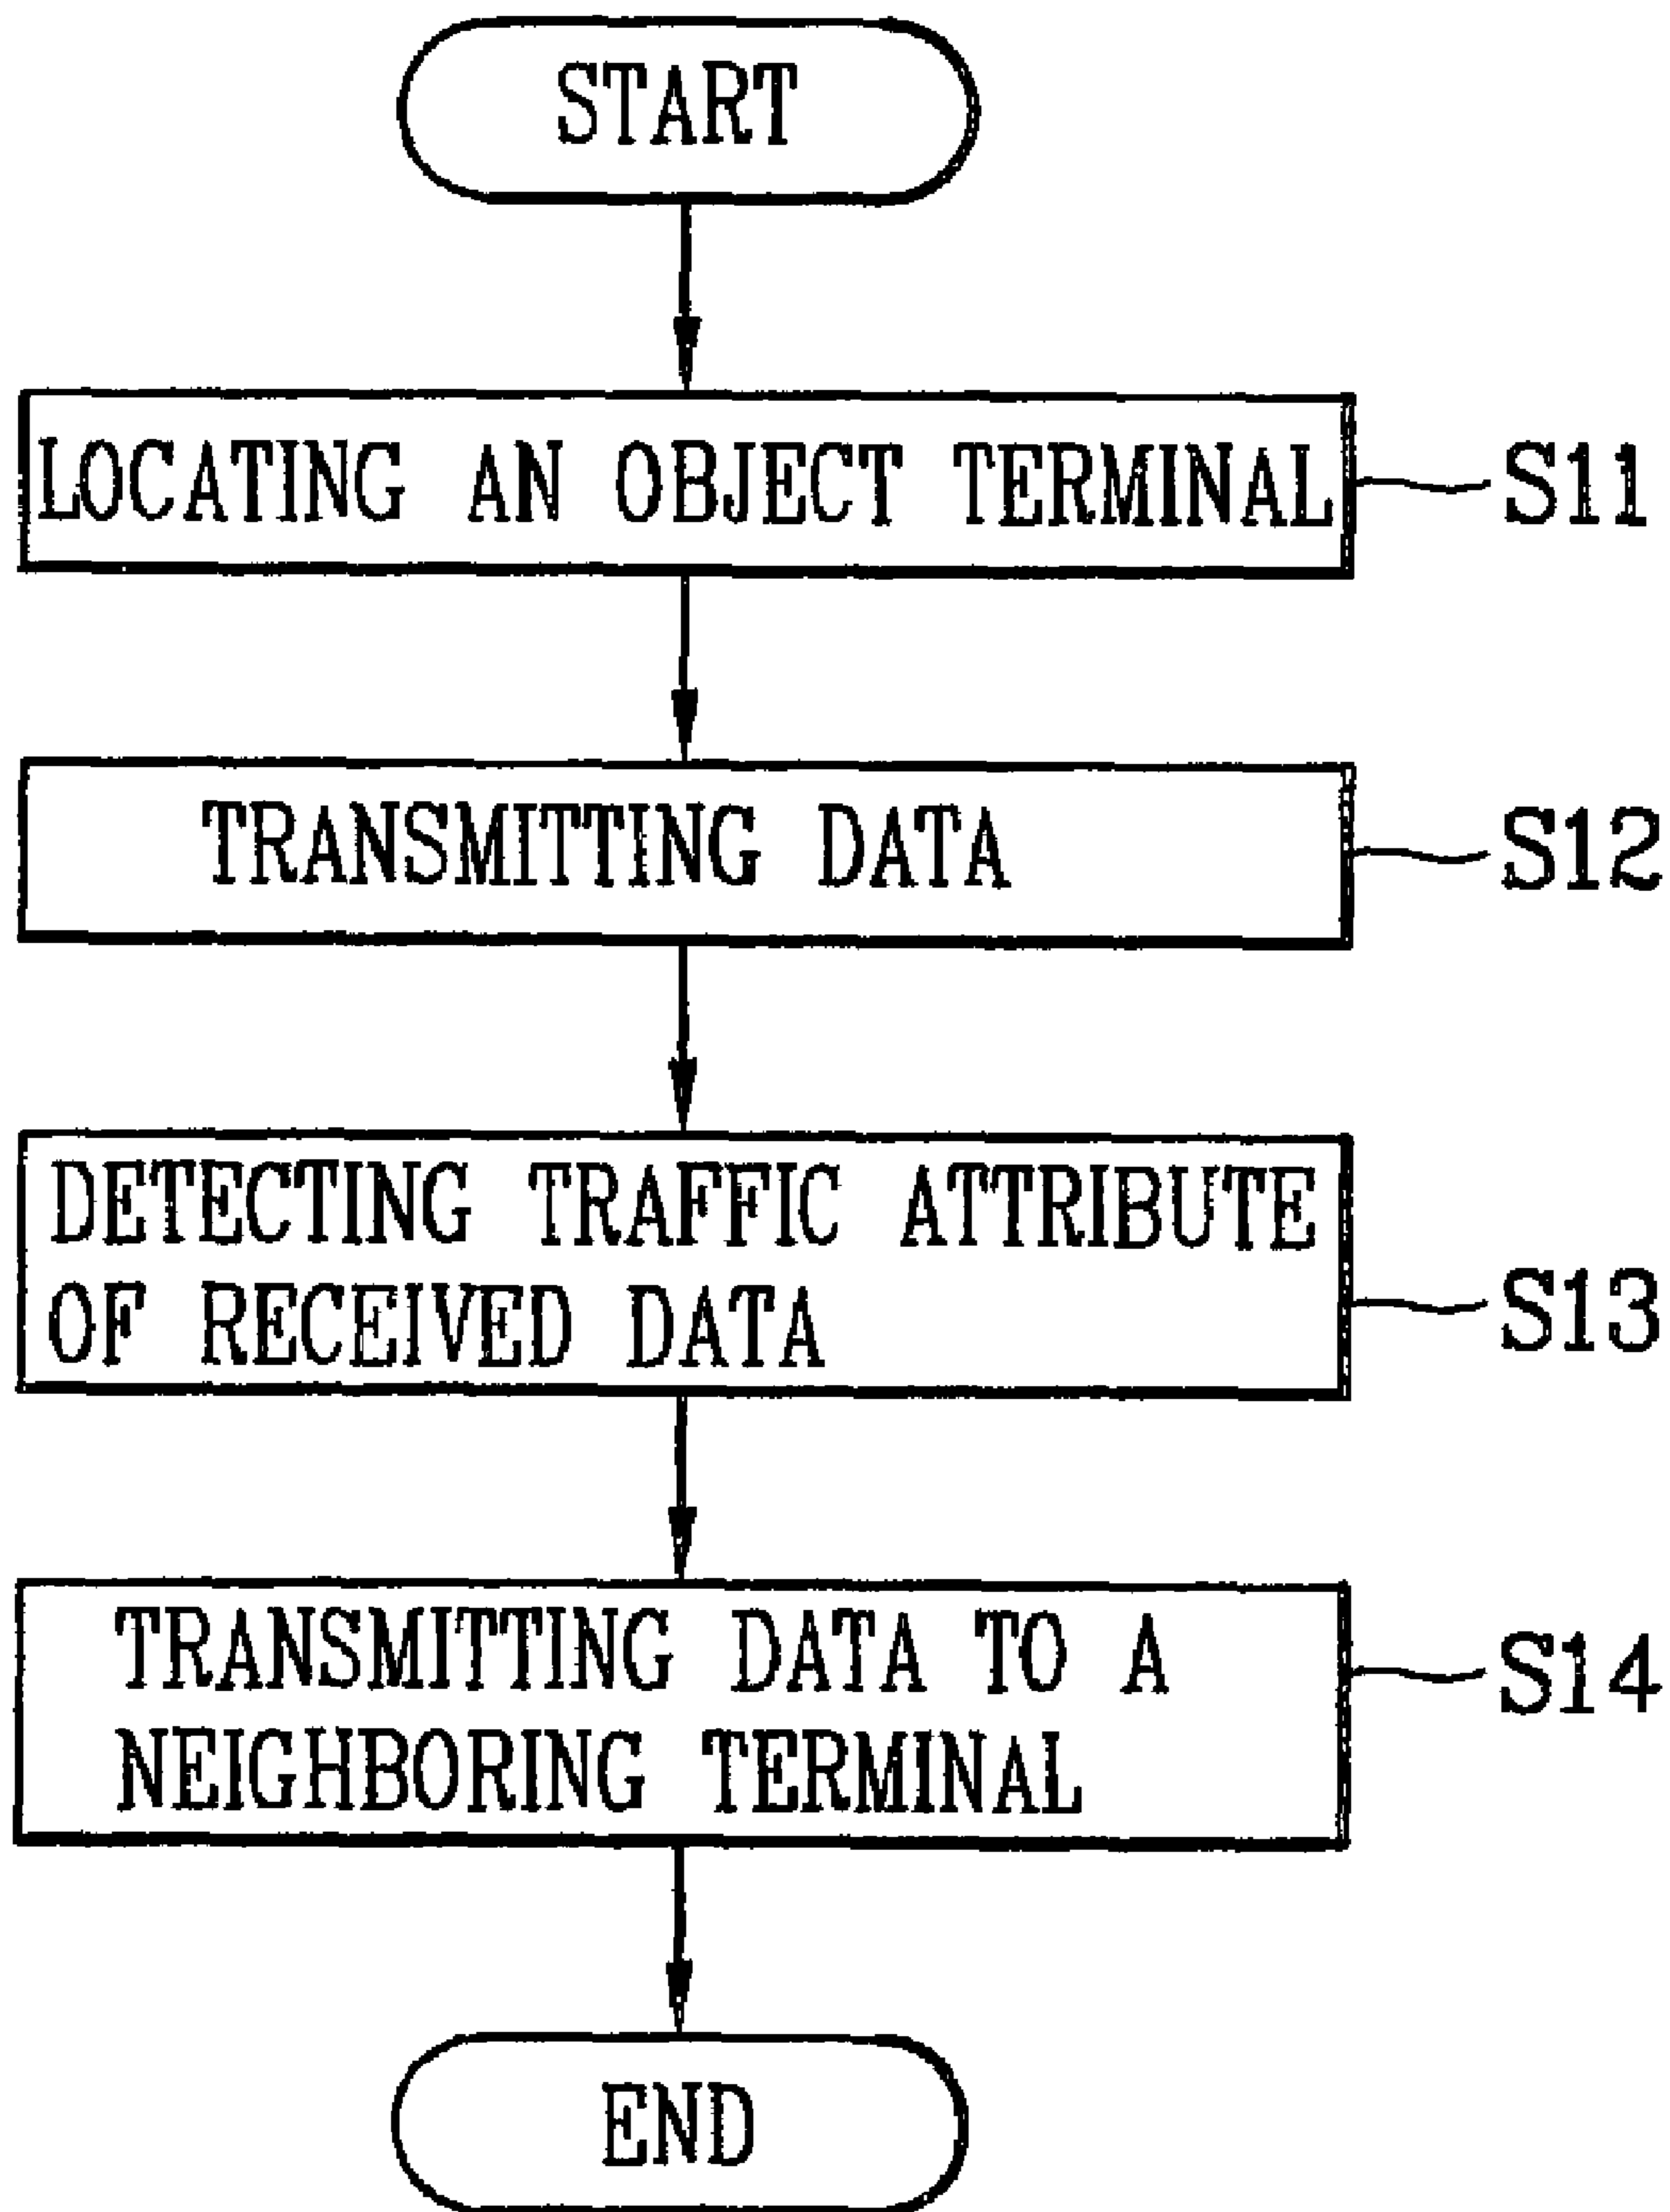 START
LOCATING AN OBJECT TERMINAL
S11
TRANSMITTING DATA
S12
DETECTING TRAFFIC ATTRIBUTE
OF RECEIVED DATA
S13
TRANSMITTING DATA TO A
NEIGHBORING TERMINAL
S14
END